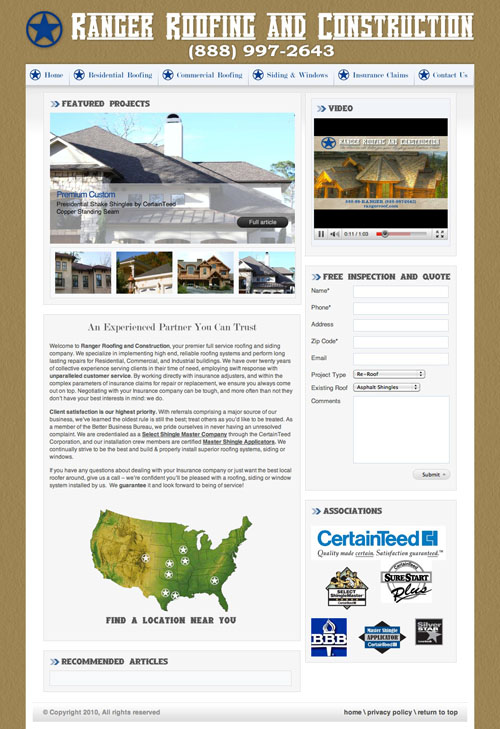 RANGER ROOFING AND CONSTRUCTION
(888) 997-2643
Home
Residential Roofing
Commercial Roofing
Siding & Windows
Insurance Claims
Contact Us
FEATURED PROJECTS
Premium Custom
Presidential Shake Shingles by CertainTeed
Copper Standing Seam
Full article
An Experienced Partner You Can Trust
Welcome to Ranger Roofing and Construction, your premier full service roofing and siding
company. We specialize in implementing high end, reliable roofing systems and perform long
lasting repairs for Residential, Commercial, and Industrial buildings. We have over twenty years
of collective experience serving clients in their time of need, employing swift response with
unparalleled customer service. By working directly with insurance adjusters, and within the
complex parameters of insurance claims for repair or replacement, we ensure you always come
out on top. Negotiating with your Insurance company can be tough, and more often than not they
don't have your best interests in mind: we do.
Client satisfaction is our highest priority. With referrals comprising a major source of our
business, we've learned the oldest rule is still the best; treat others as you'd like to be treated. As
a member of the Better Business Bureau, we pride ourselves in never having an unresolved
complaint. We are credentialed as a Select Shingle Master Company through the CertainTeed
Corporation, and our installation crew members are certified Master Shingle Applicators. We
continually strive to be the best and build & property install superior roofing systems, siding or
windows.
If you have any questions about dealing with your insurance company or just want the best local
roofer around, give us a call – we're confident you'll be pleased with a roofing, siding or window
system installed by us. We guarantee it and look forward to being of service!
FIND A LOCATION NEAR YOU
RECOMMENDED ARTICLES
VIDEO
RANGER ROOFING AND CONSTRUCTION
0:11 / 1:03
FREE INSPECTION AND QUOTE
Name*
Phone*
Address
Zip Code*
Email
Project Type
Re-Roof
Existing Roof
Asphalt Shingles
Comments
Submit
ASSOCIATIONS
CertainTeed
Quality made certain. Satisfaction guaranteed.™
SELECT
ShingleMaster
CertainTeed
CertainTeed
SURESTART
Plus
BBB
Master Shingle
APPLICATOR
CertainTeed
Silver
STAR
© Copyright 2010, All rights reserved
home \ privacy policy \ return to top